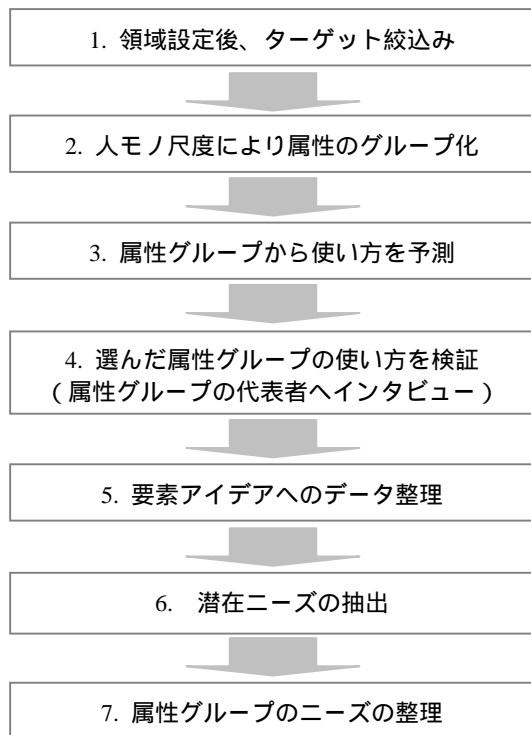 1. 領域設定後、ターゲット絞込み
2. 人モノ尺度により属性のグループ化
3. 属性グループから使い方を予測
4. 選んだ属性グループの使い方を検証
(属性グループの代表者へインタビュー)
5. 要素アイデアへのデータ整理
6. 潜在ニーズの抽出
7. 属性グループのニーズの整理